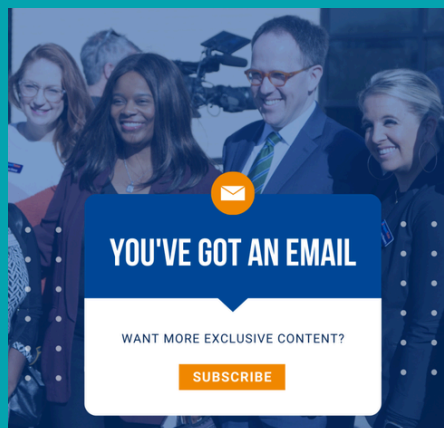 YOU'VE GOT AN EMAIL
WANT MORE EXCLUSIVE CONTENT?
SUBSCRIBE